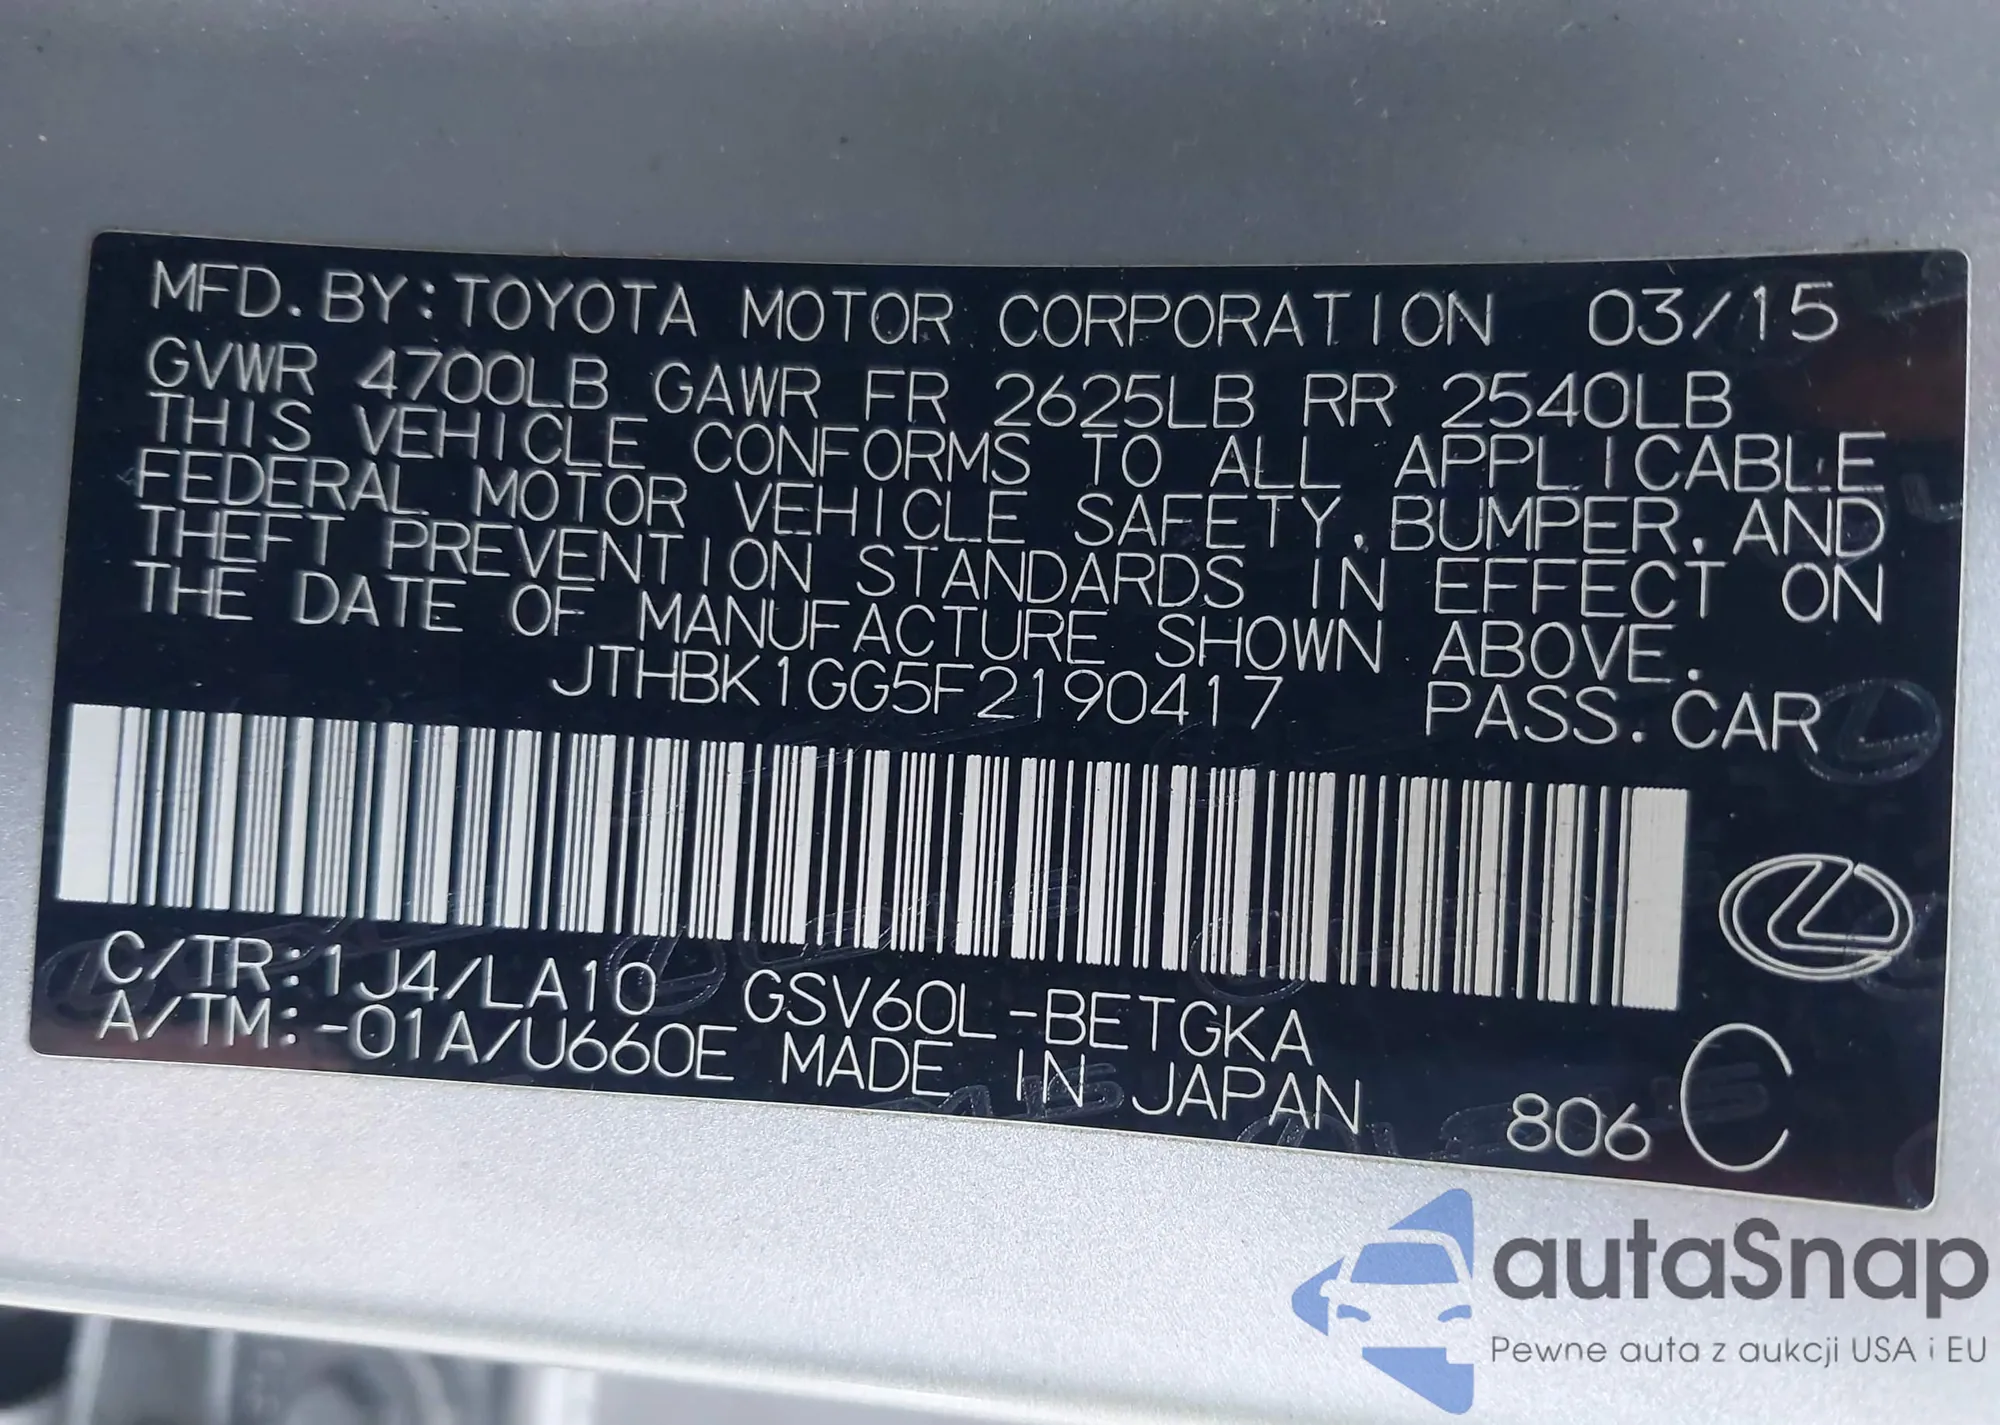 MFD. BY: TOYOTA MOTOR CORPORATION 03/15
GVWR 4700LB GAWR FR 2625LB RR 2540LB
THIS VEHICLE CONFORMS TO ALL APPLICABLE
FEDERAL MOTOR VEHICLE SAFETY, BUMPER, AND
THEFT PREVENTION STANDARDS IN EFFECT ON
THE DATE OF MANUFACTURE SHOWN ABOVE.
JTHBK1GG5F2190417 PASS. CAR
C/TR: 1J4/LA10 GSV60L-BETGKA
A/TM: -01A/U660E MADE IN JAPAN
806 C
autaSnap
Pewne auta z aukcji USA i EU